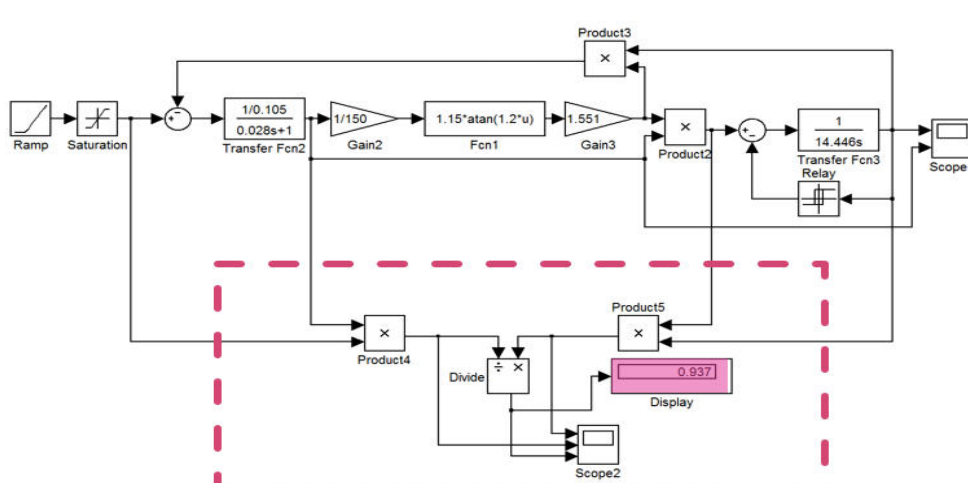 Product3
×
Ramp
Saturation
1/0.105
0.028s+1
Transfer Fcn2
1/150
Gain2
1.15*atan(1.2*u)
Fcn1
1.551
Gain3
×
Product2
1
14.446s
Transfer Fcn3
Relay
Scope
×
Product4
÷ ×
Divide
Product5
×
0.937
Display
Scope2